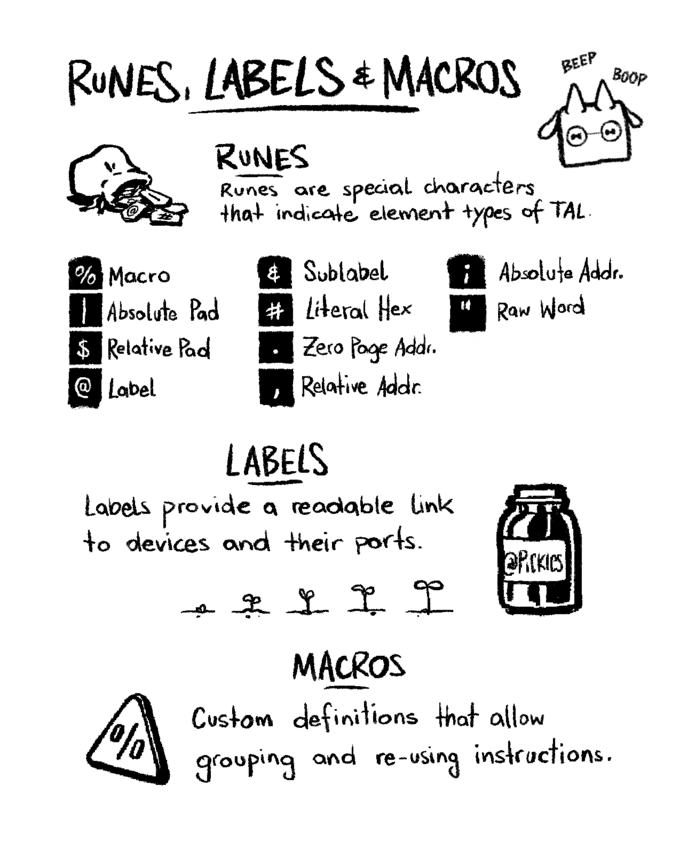 RUNES, LABELS & MACROS
BEEP
BOOP
RUNES
Runes are special characters
that indicate element types of TAL.
% Macro
| Absolute Pad
$ Relative Pad
@ Label
& Sublabel
# Literal Hex
. Zero Page Addr.
, Relative Addr.
; Absolute Addr.
" Raw Word
LABELS
Labels provide a readable link
to devices and their ports.
@PiCKlES
MACROS
%
Custom definitions that allow
grouping and re-using instructions.